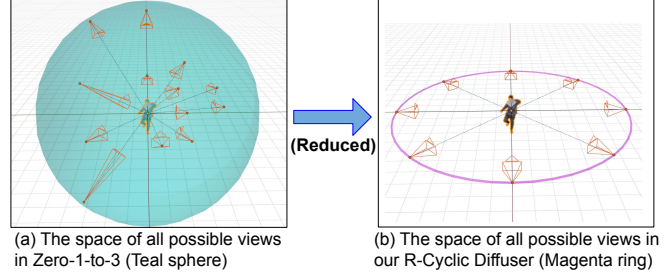 (Reduced)
(a) The space of all possible views
in Zero-1-to-3 (Teal sphere)
(b) The space of all possible views in
our R-Cyclic Diffuser (Magenta ring)